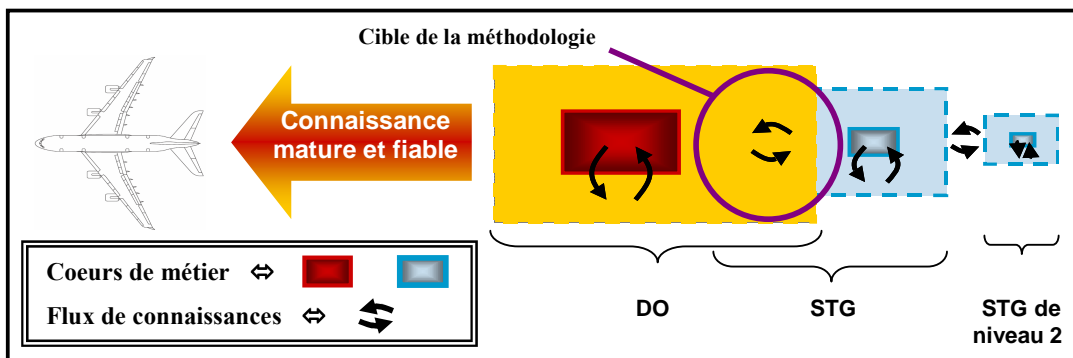 Cible de la méthodologie
Connaissance
mature et fiable
Coeurs de métier ⇔
Flux de connaissances ⇔
DO
STG
STG de
niveau 2